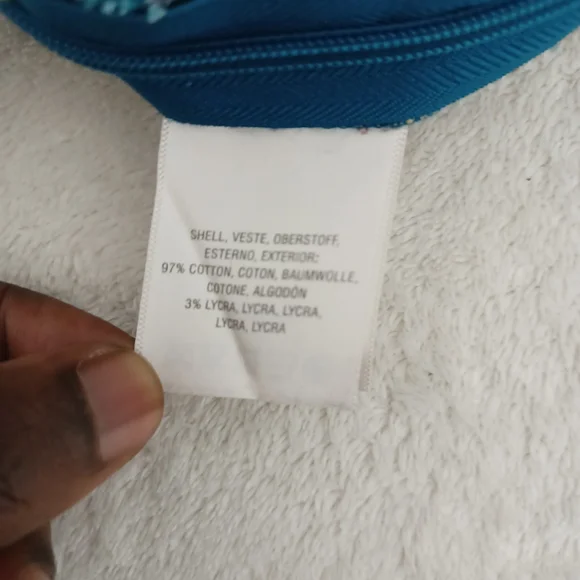 SHELL, VESTE, OBERSTOFF,
ESTERNO, EXTERIOR:
97% COTTON, COTON, BAUMWOLLE,
COTONE, ALGODÓN
3% LYCRA, LYCRA, LYCRA,
LYCRA, LYCRA